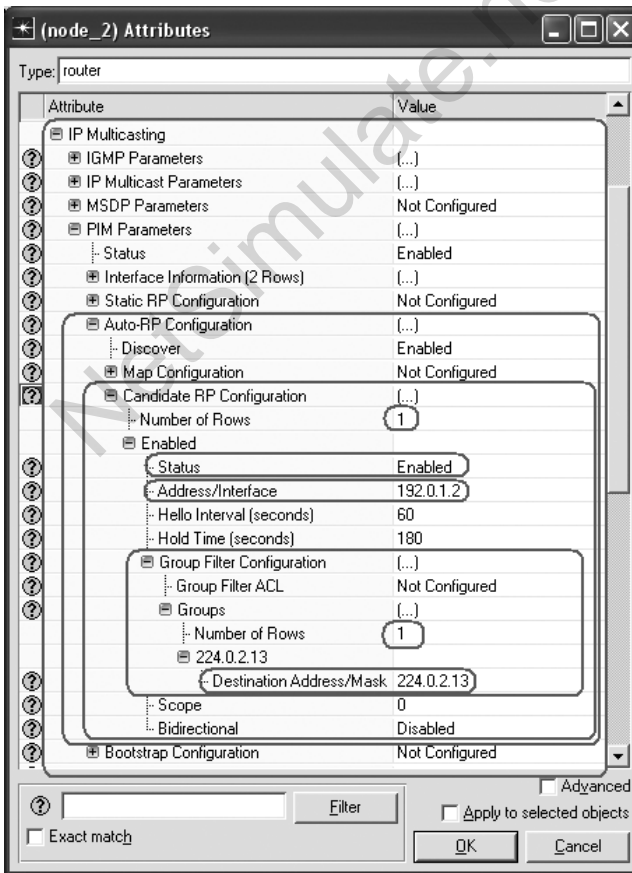 (node_2) Attributes
Type: router
Attribute Value
IP Multicasting
IGMP Parameters (...)
IP Multicast Parameters (...)
MSDP Parameters Not Configured
PIM Parameters (...)
Status Enabled
Interface Information (2 Rows) (...)
Static RP Configuration Not Configured
Auto-RP Configuration (...)
Discover Enabled
Map Configuration Not Configured
Candidate RP Configuration (...)
Number of Rows 1
Enabled
Status Enabled
Address/Interface 192.0.1.2
Hello Interval (seconds) 60
Hold Time (seconds) 180
Group Filter Configuration (...)
Group Filter ACL Not Configured
Groups (...)
Number of Rows 1
224.0.2.13
Destination Address/Mask 224.0.2.13
Scope 0
Bidirectional Disabled
Bootstrap Configuration Not Configured
Advanced
Filter
Apply to selected objects
Exact match
OK Cancel